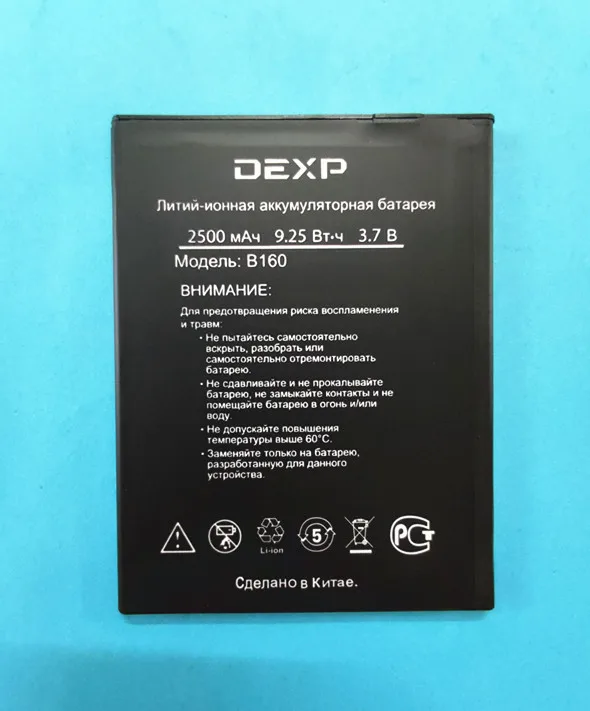 DEXP
Литий-ионная аккумуляторная батарея
2500 мАч 9.25 Вт·ч 3.7 В
Модель: B160
ВНИМАНИЕ:
Для предотвращения риска воспламенения
и травм:
· Не пытайтесь самостоятельно
вскрыть, разобрать или
самостоятельно отремонтировать
батарею.
· Не сдавливайте и не прокалывайте
батарею, не замыкайте контакты и не
помещайте батарею в огонь и/или
воду.
· Не допускайте повышения
температуры выше 60°C.
· Заменяйте только на батарею,
разработанную для данного
устройства.
Li-ion
5
РСТ
Сделано в Китае.